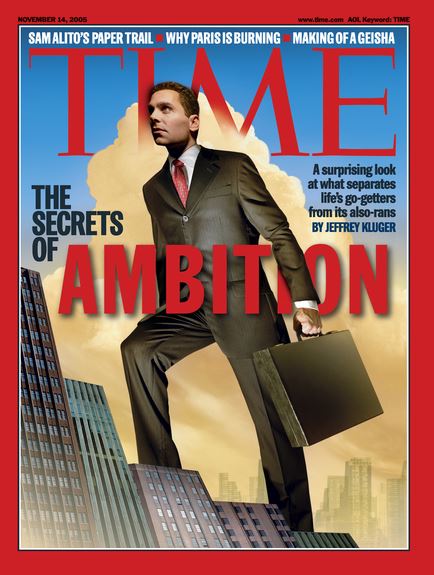 NOVEMBER 14, 2005
www.time.com AOL Keyword: TIME
SAM ALITO'S PAPER TRAIL ★ WHY PARIS IS BURNING ★ MAKING OF A GEISHA
TIME
A surprising look
at what separates
life's go-getters
from its also-rans
BY JEFFREY KLUGER
THE
SECRETS
OF
AMBITION